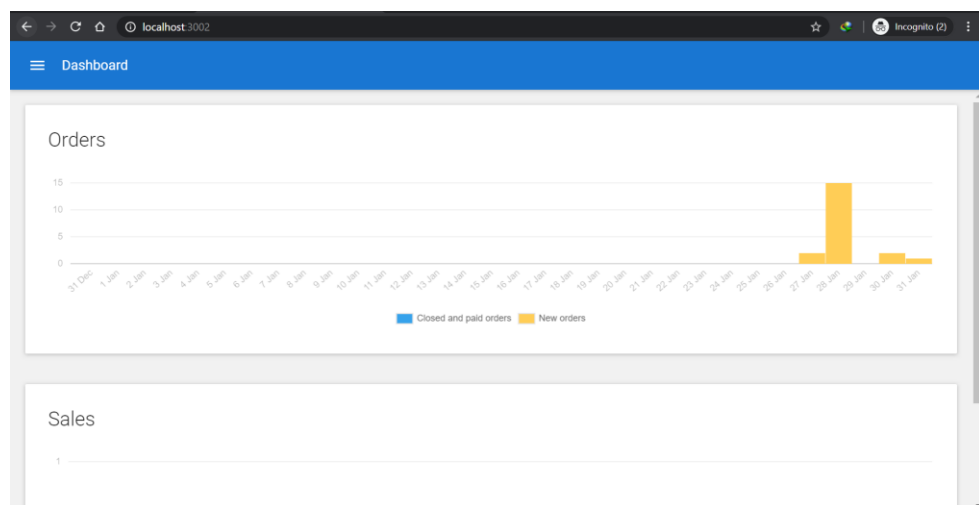 localhost:3002
Incognito (2)
Dashboard
Orders
15
10
5
0
31 Dec 1 Jan 2 Jan 3 Jan 4 Jan 5 Jan 6 Jan 7 Jan 8 Jan 9 Jan 10 Jan 11 Jan 12 Jan 13 Jan 14 Jan 15 Jan 16 Jan 17 Jan 18 Jan 19 Jan 20 Jan 21 Jan 22 Jan 23 Jan 24 Jan 25 Jan 26 Jan 27 Jan 28 Jan 29 Jan 30 Jan 31 Jan
Closed and paid orders New orders
Sales
1